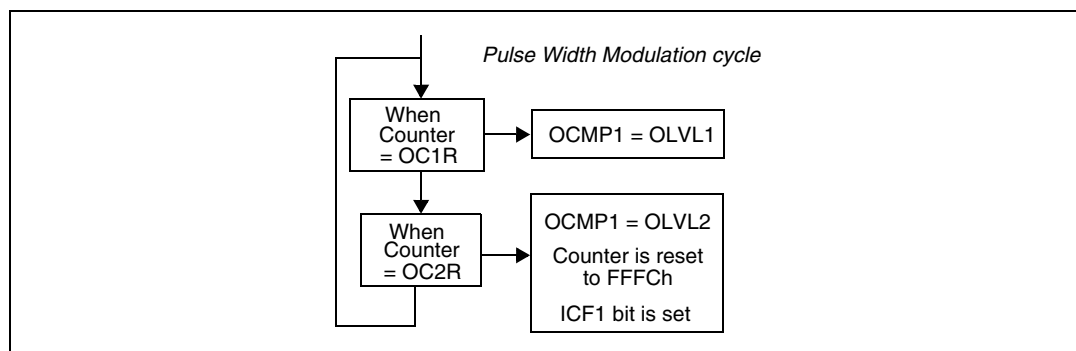 Pulse Width Modulation cycle
When
Counter
= OC1R
OCMP1 = OLVL1
When
Counter
= OC2R
OCMP1 = OLVL2
Counter is reset
to FFFCh
ICF1 bit is set